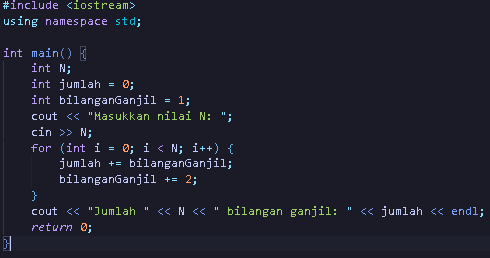 #include <iostream>
using namespace std;
int main() {
int N;
int jumlah = 0;
int bilanganGanjil = 1;
cout << "Masukkan nilai N: ";
cin >> N;
for (int i = 0; i < N; i++) {
jumlah += bilanganGanjil;
bilanganGanjil += 2;
}
cout << "Jumlah " << N << " bilangan ganjil: " << jumlah << endl;
return 0;
}